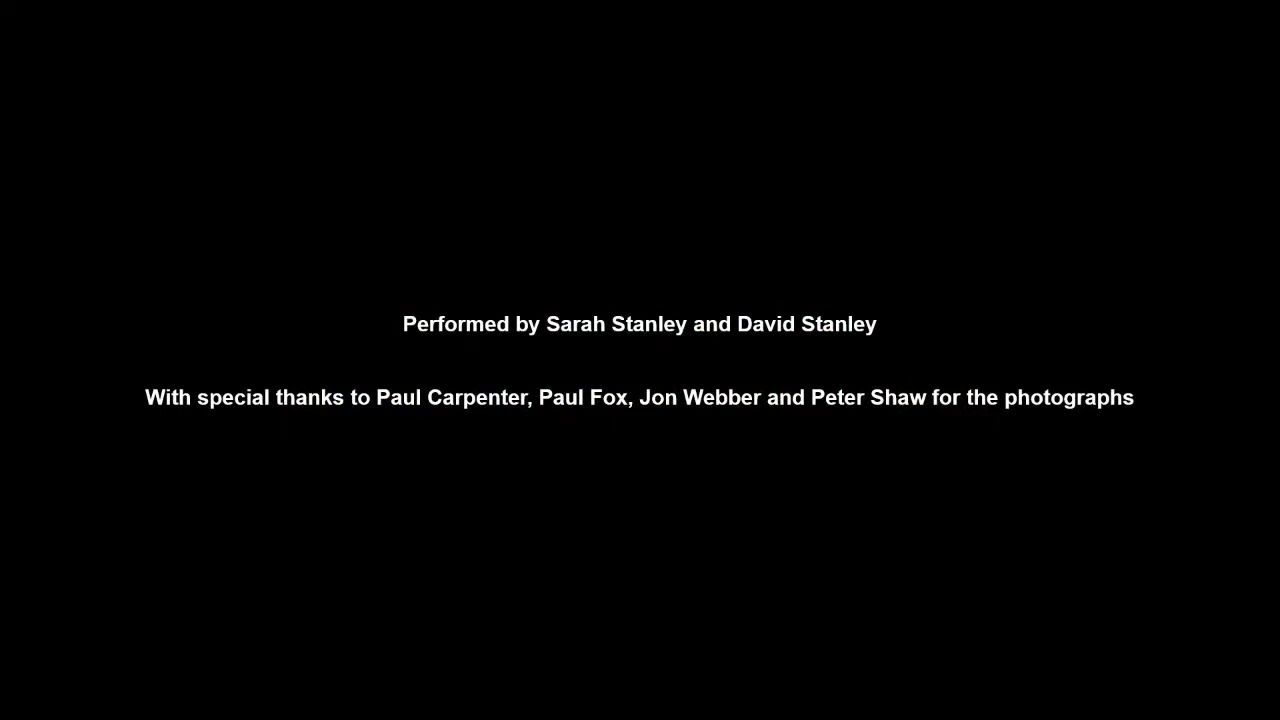 Performed by Sarah Stanley and David Stanley
With special thanks to Paul Carpenter, Paul Fox, Jon Webber and Peter Shaw for the photographs